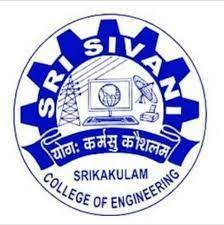 SRI SIVANI
योगः कर्मसु कौशलम्
SRIKAKULAM
COLLEGE OF ENGINEERING